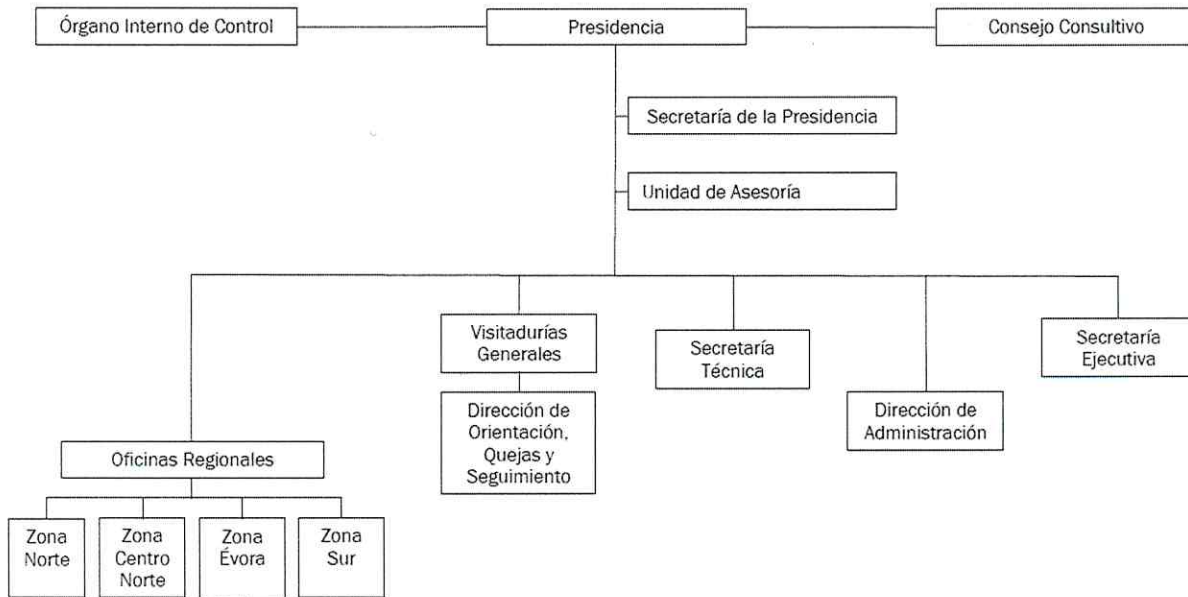 Órgano Interno de Control
Presidencia
Consejo Consultivo
Secretaría de la Presidencia
Unidad de Asesoría
Visitadurías
Generales
Secretaría
Técnica
Secretaría
Ejecutiva
Dirección de
Orientación,
Quejas y
Seguimiento
Dirección de
Administración
Oficinas Regionales
Zona
Norte
Zona
Centro
Norte
Zona
Évora
Zona
Sur